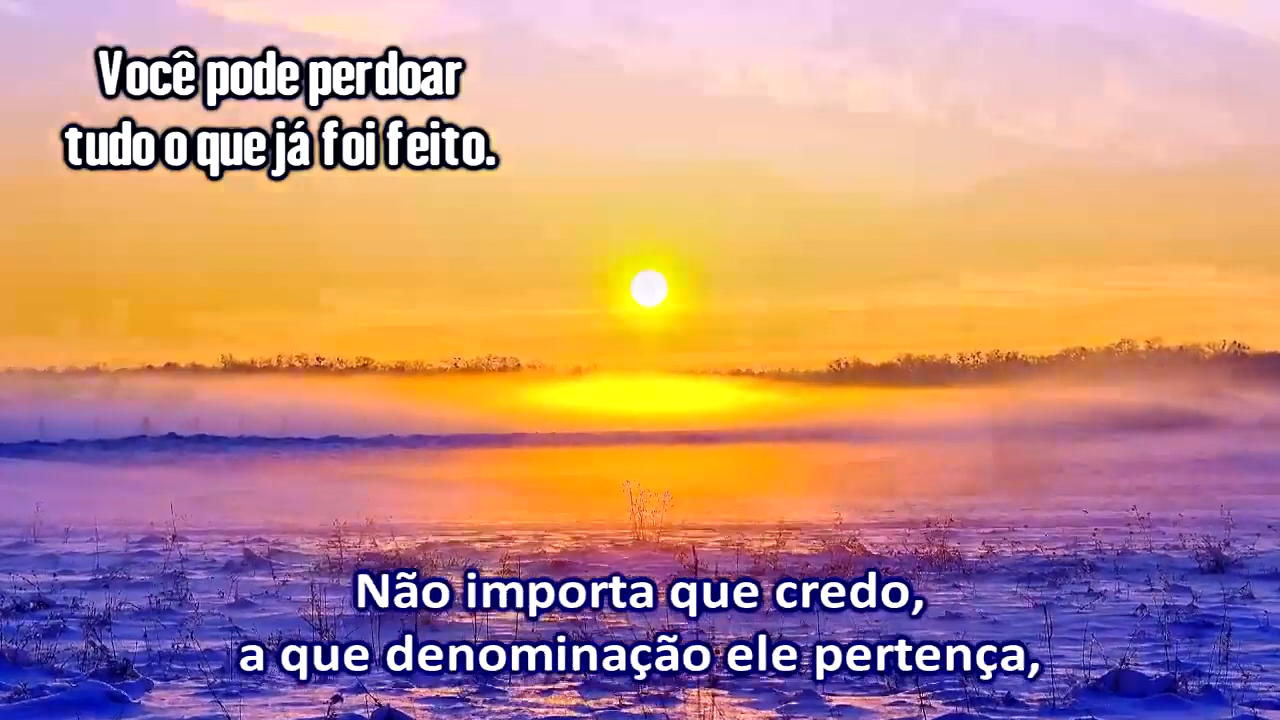 Você pode perdoar
tudo o que já foi feito.
Não importa que credo,
a que denominação ele pertença,